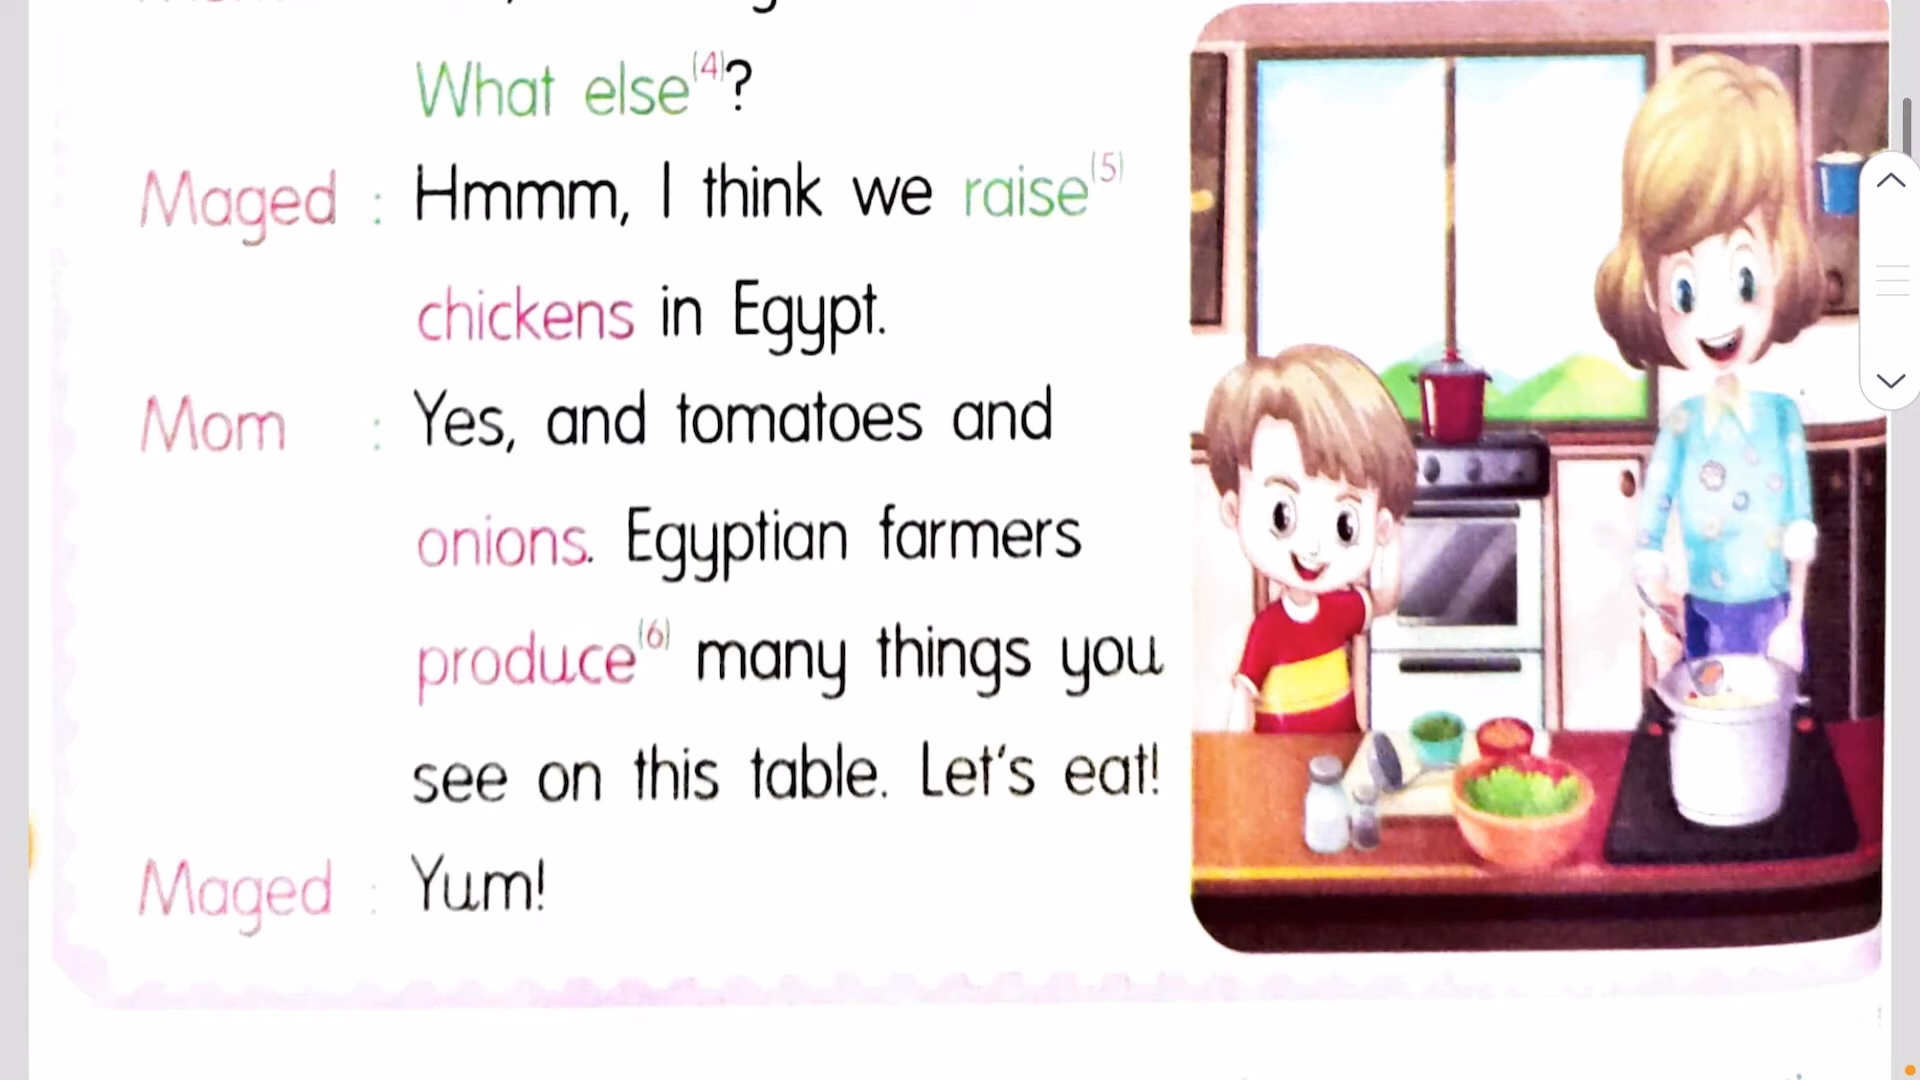 What else(4)?
Maged : Hmmm, I think we raise(5)
chickens in Egypt.
Mom : Yes, and tomatoes and
onions. Egyptian farmers
produce(6) many things you
see on this table. Let's eat!
Maged : Yum!